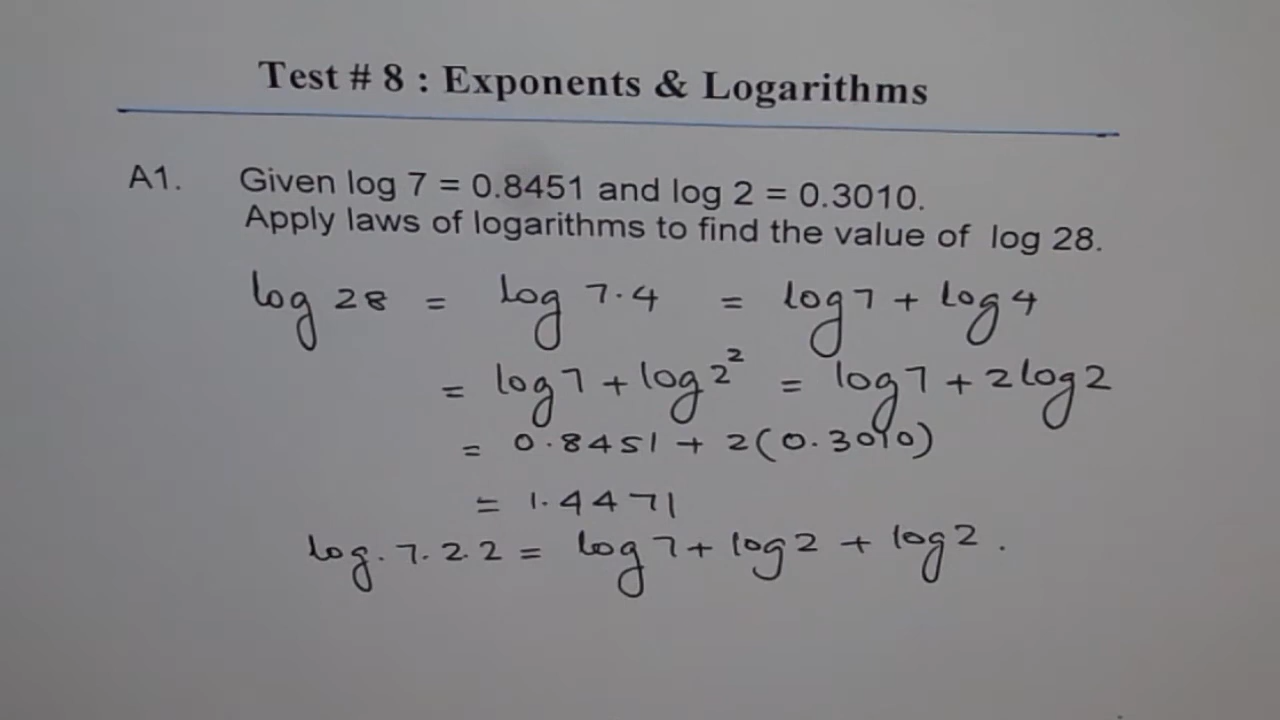 Test # 8 : Exponents & Logarithms
A1. Given log 7 = 0.8451 and log 2 = 0.3010.
Apply laws of logarithms to find the value of log 28.
log 28 = log 7.4 = log 7 + log 4
= log 7 + log 2² = log 7 + 2 log 2
= 0.8451 + 2(0.3010)
= 1.4471
log. 7.2.2 = log 7 + log 2 + log 2.